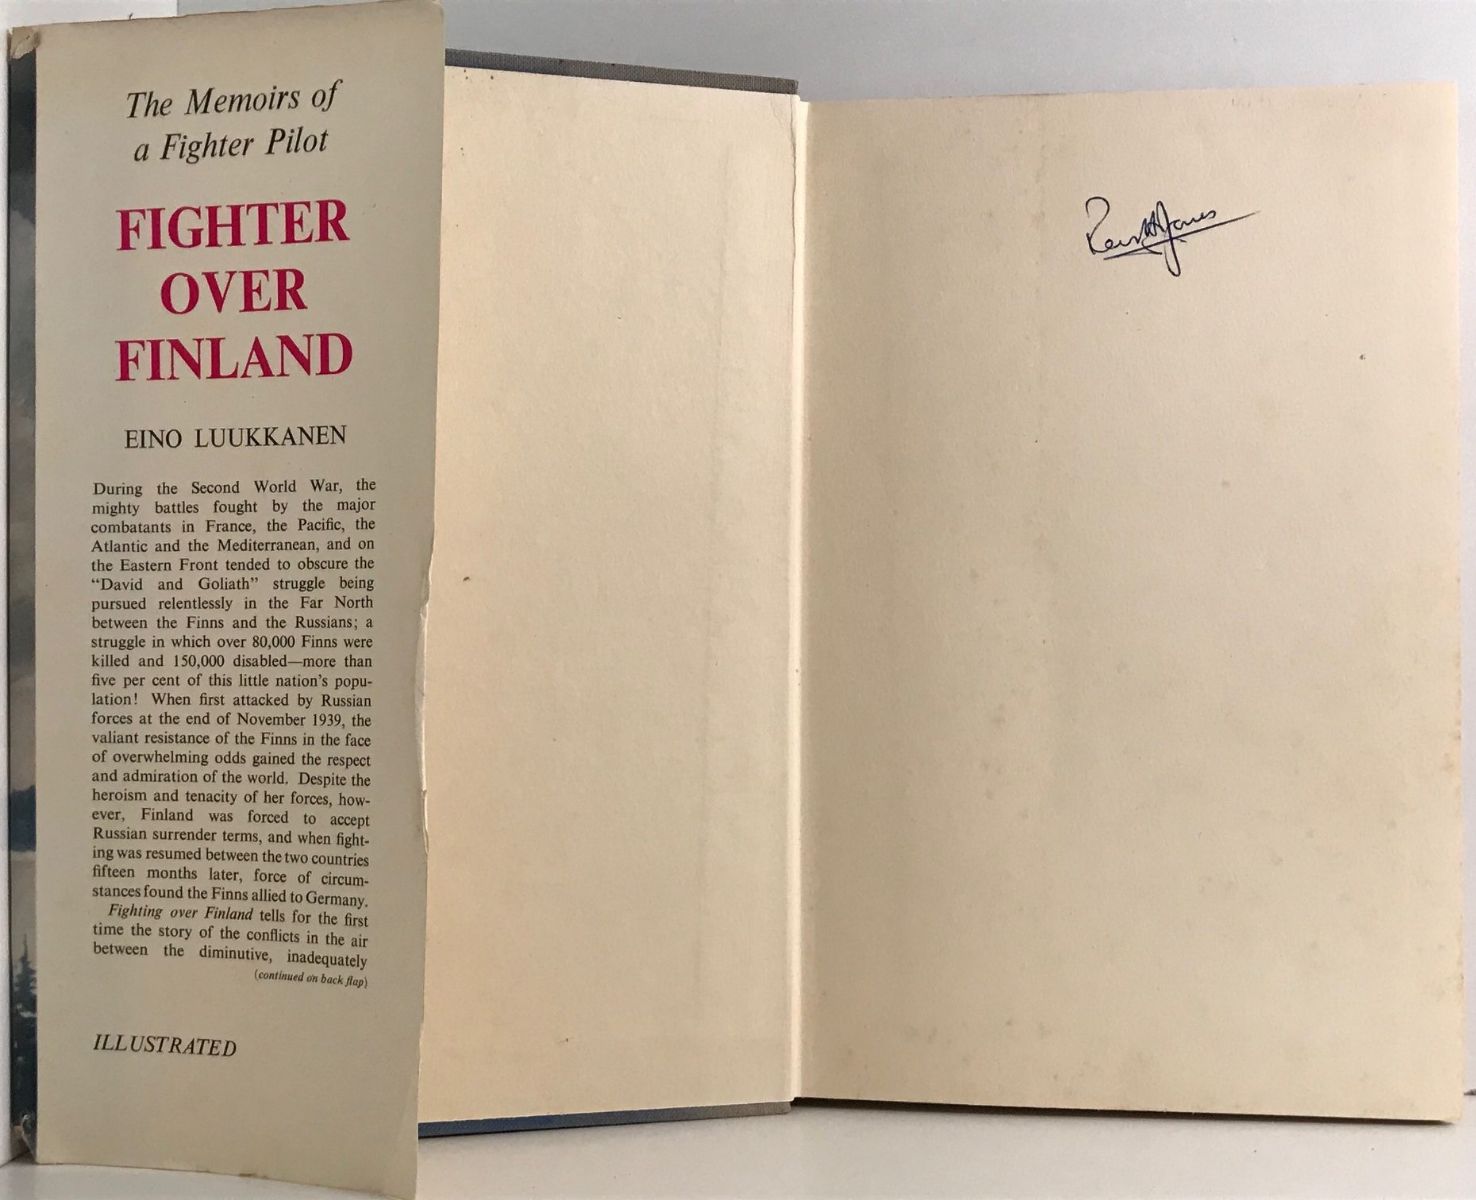 The Memoirs of
a Fighter Pilot
FIGHTER
OVER
FINLAND
EINO LUUKKANEN
During the Second World War, the
mighty battles fought by the major
combatants in France, the Pacific, the
Atlantic and the Mediterranean, and on
the Eastern Front tended to obscure the
“David and Goliath” struggle being
pursued relentlessly in the Far North
between the Finns and the Russians; a
struggle in which over 80,000 Finns were
killed and 150,000 disabled—more than
five per cent of this little nation’s popu-
lation! When first attacked by Russian
forces at the end of November 1939, the
valiant resistance of the Finns in the face
of overwhelming odds gained the respect
and admiration of the world. Despite the
heroism and tenacity of her forces, how-
ever, Finland was forced to accept
Russian surrender terms, and when fight-
ing was resumed between the two countries
fifteen months later, force of circum-
stances found the Finns allied to Germany.
Fighting over Finland tells for the first
time the story of the conflicts in the air
between the diminutive, inadequately
(continued on back flap)
ILLUSTRATED
Jones